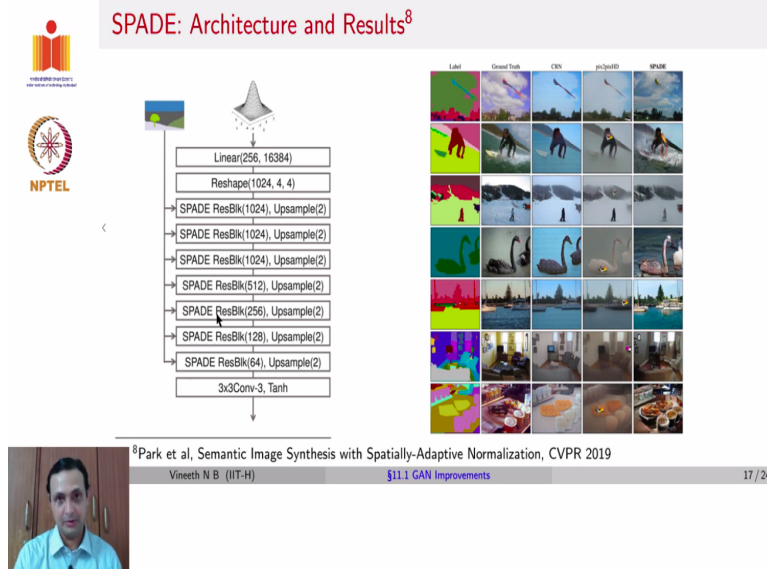 SPADE: Architecture and Results8
Label Ground Truth CRN pix2pixHD SPADE
NPTEL
Linear(256, 16384)
Reshape(1024, 4, 4)
SPADE ResBlk(1024), Upsample(2)
SPADE ResBlk(1024), Upsample(2)
SPADE ResBlk(1024), Upsample(2)
SPADE ResBlk(512), Upsample(2)
SPADE ResBlk(256), Upsample(2)
SPADE ResBlk(128), Upsample(2)
SPADE ResBlk(64), Upsample(2)
3x3Conv-3, Tanh
8Park et al, Semantic Image Synthesis with Spatially-Adaptive Normalization, CVPR 2019
Vineeth N B (IIT-H) §11.1 GAN Improvements 17 / 24